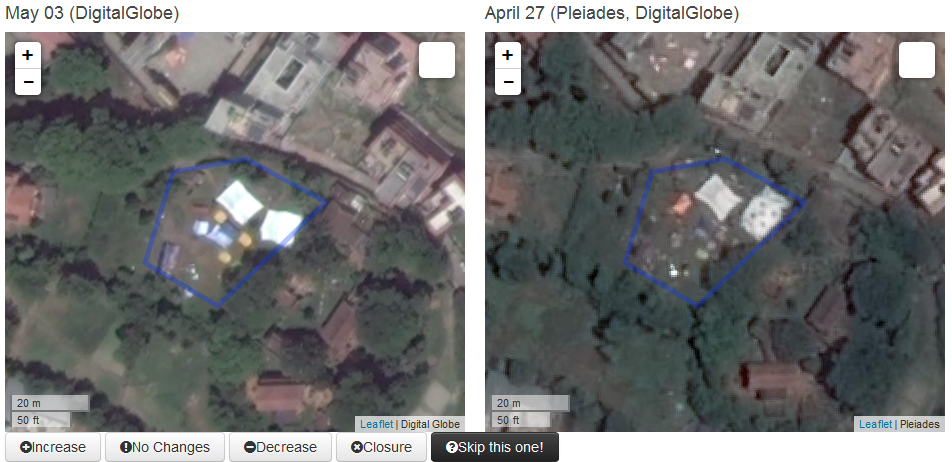 May 03 (DigitalGlobe)
April 27 (Pleiades, DigitalGlobe)
+
−
+
−
20 m
50 ft
Leaflet | Digital Globe
20 m
50 ft
Leaflet | Pleiades
Increase
No Changes
Decrease
Closure
Skip this one!